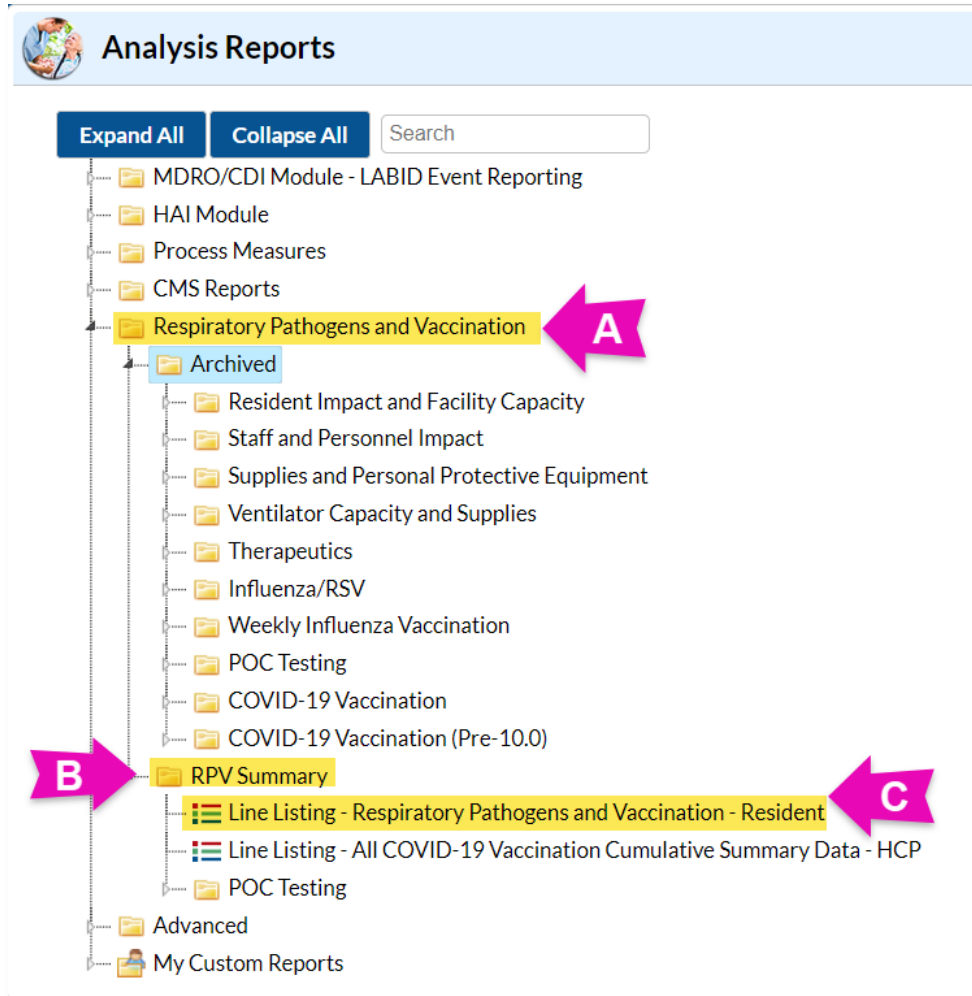 Analysis Reports
Expand All Collapse All Search
MDRO/CDI Module - LABID Event Reporting
HAI Module
Process Measures
CMS Reports
Respiratory Pathogens and Vaccination A
Archived
Resident Impact and Facility Capacity
Staff and Personnel Impact
Supplies and Personal Protective Equipment
Ventilator Capacity and Supplies
Therapeutics
Influenza/RSV
Weekly Influenza Vaccination
POC Testing
COVID-19 Vaccination
COVID-19 Vaccination (Pre-10.0)
B RPV Summary
Line Listing - Respiratory Pathogens and Vaccination - Resident C
Line Listing - All COVID-19 Vaccination Cumulative Summary Data - HCP
POC Testing
Advanced
My Custom Reports